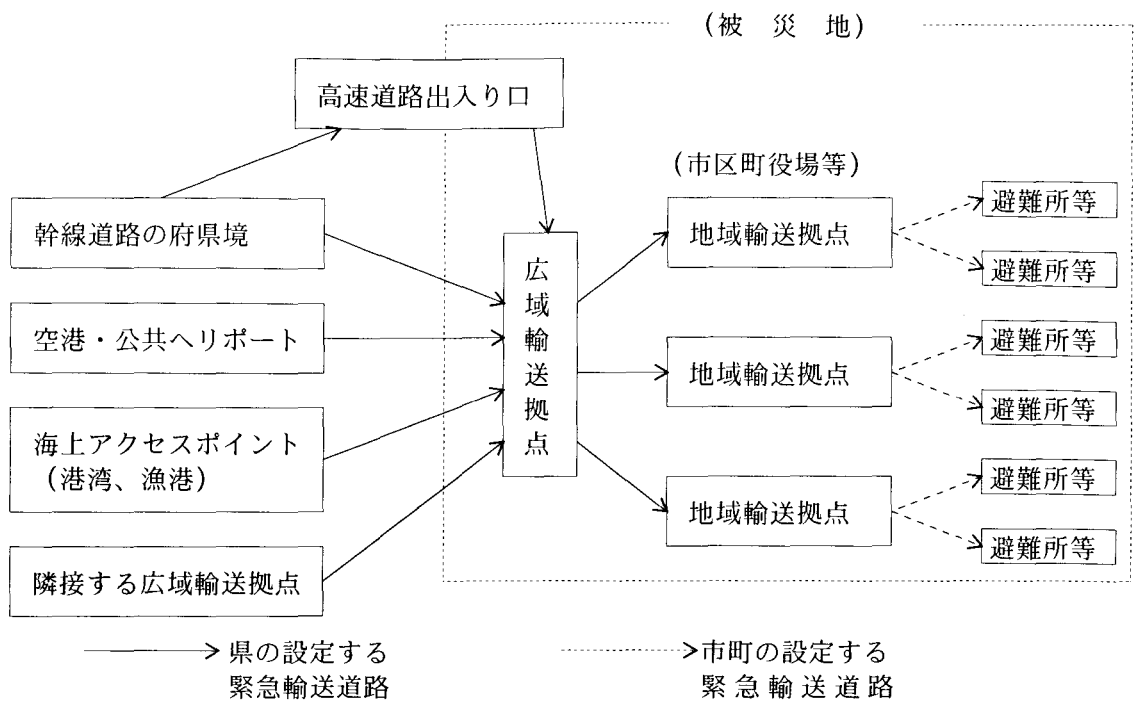 (被 災 地)
高速道路出入り口
(市区町役場等)
幹線道路の府県境
空港・公共ヘリポート
海上アクセスポイント
(港湾、漁港)
隣接する広域輸送拠点
広域輸送拠点
地域輸送拠点
避難所等
避難所等
地域輸送拠点
避難所等
避難所等
地域輸送拠点
避難所等
避難所等
県の設定する
緊急輸送道路
市町の設定する
緊急輸送道路